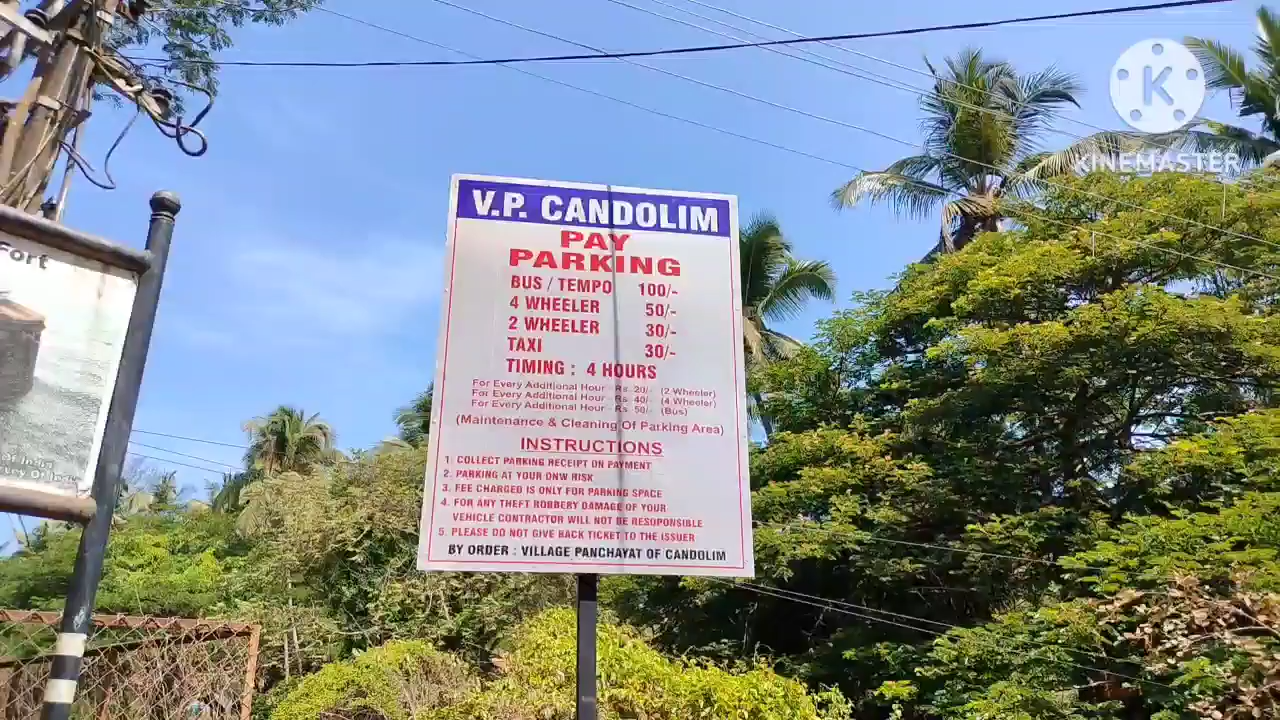 K
KINEMASTER
Fort
of India
V.P. CANDOLIM
PAY
PARKING
BUS / TEMPO 100/-
4 WHEELER 50/-
2 WHEELER 30/-
TAXI 30/-
TIMING : 4 HOURS
For Every Additional Hour - Rs. 20/- (2 Wheeler)
For Every Additional Hour - Rs. 40/- (4 Wheeler)
For Every Additional Hour - Rs. 50/- (Bus)
(Maintenance & Cleaning Of Parking Area)
INSTRUCTIONS
1. COLLECT PARKING RECEIPT ON PAYMENT
2. PARKING AT YOUR ONW RISK
3. FEE CHARGED IS ONLY FOR PARKING SPACE
4. FOR ANY THEFT ROBBERY DAMAGE OF YOUR
VEHICLE CONTRACTOR WILL NOT BE RESOPONSIBLE
5. PLEASE DO NOT GIVE BACK TICKET TO THE ISSUER
BY ORDER : VILLAGE PANCHAYAT OF CANDOLIM